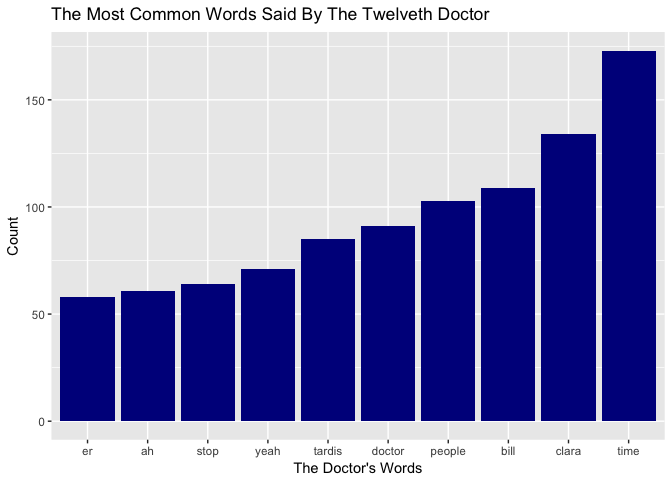 The Most Common Words Said By The Twelveth Doctor
Count
150
100
50
0
er ah stop yeah tardis doctor people bill clara time
The Doctor's Words